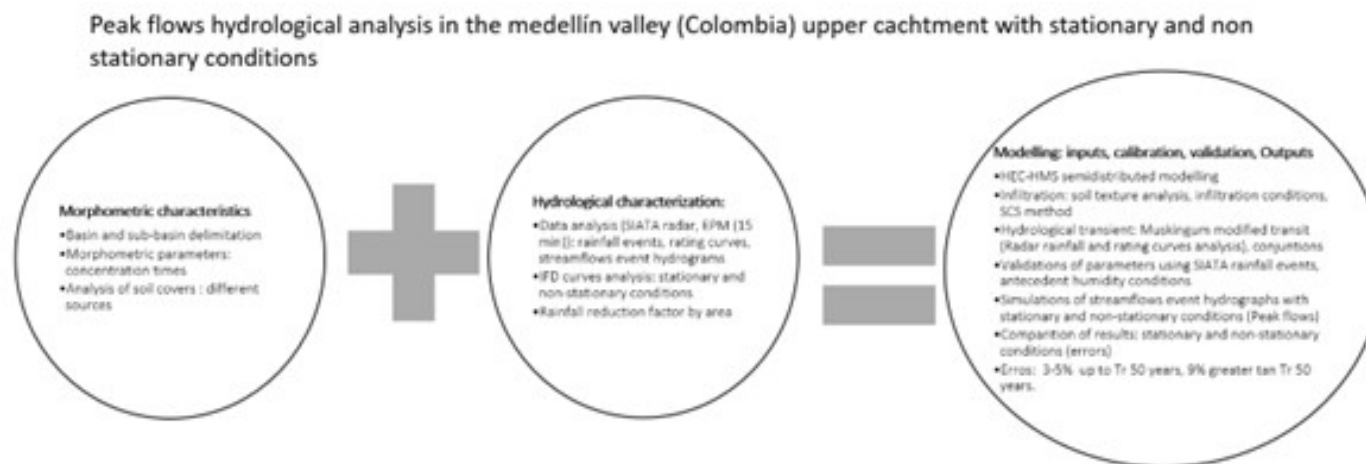 Peak flows hydrological analysis in the medellín valley (Colombia) upper cachtment with stationary and non
stationary conditions
Morphometric characteristics
•Basin and sub-basin delimitation
•Morphometric parameters:
concentration times
•Analysis of soil covers : different
sources
Hydrological characterization:
•Data analysis (SIATA radar, EPM (15
min)): rainfall events, rating curves,
streamflows event hydrograms
•IFD curves analysis: stationary and
non-stationary conditions
•Rainfall reduction factor by area
Modelling: inputs, calibration, validation, Outputs
•HEC-HMS semidistributed modelling
•Infiltration: soil texture analysis, infiltration conditions,
SCS method
•Hydrological transient: Muskingum modified transit
(Radar rainfall and rating curves analysis), conjuntions
•Validations of parameters using SIATA rainfall events,
antecedent humidity conditions
•Simulations of streamflows event hydrographs with
stationary and non-stationary conditions (Peak flows)
•Comparition of results: stationary and non-stationary
conditions (errors)
•Erros: 3-5% up to Tr 50 years, 9% greater tan Tr 50
years.